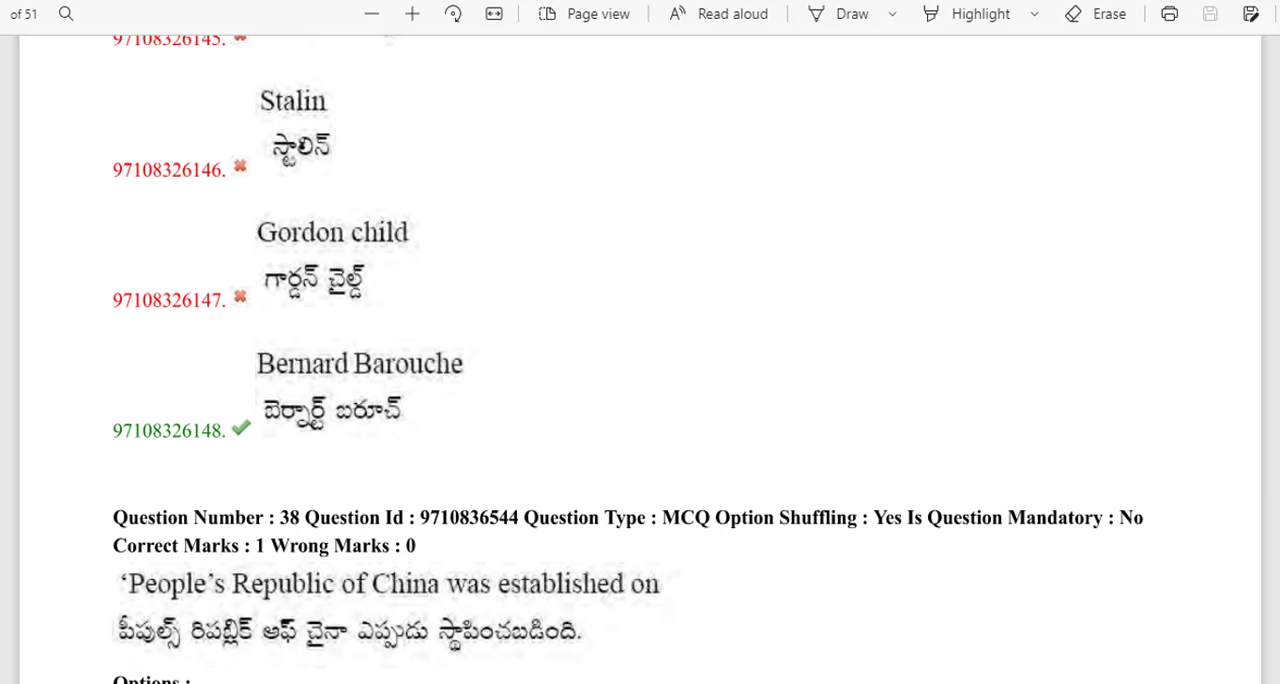 of 51 Page view Read aloud Draw Highlight Erase
97108326145.
Stalin
స్టాలిన్
97108326146.
Gordon child
గార్డన్ చైల్డ్
97108326147.
Bernard Barouche
బెర్నార్ట్ బరూచ్
97108326148.
Question Number : 38 Question Id : 9710836544 Question Type : MCQ Option Shuffling : Yes Is Question Mandatory : No
Correct Marks : 1 Wrong Marks : 0
‘People’s Republic of China was established on
పీపుల్స్ రిపబ్లిక్ ఆఫ్ చైనా ఎప్పుడు స్థాపించబడింది.
Options :